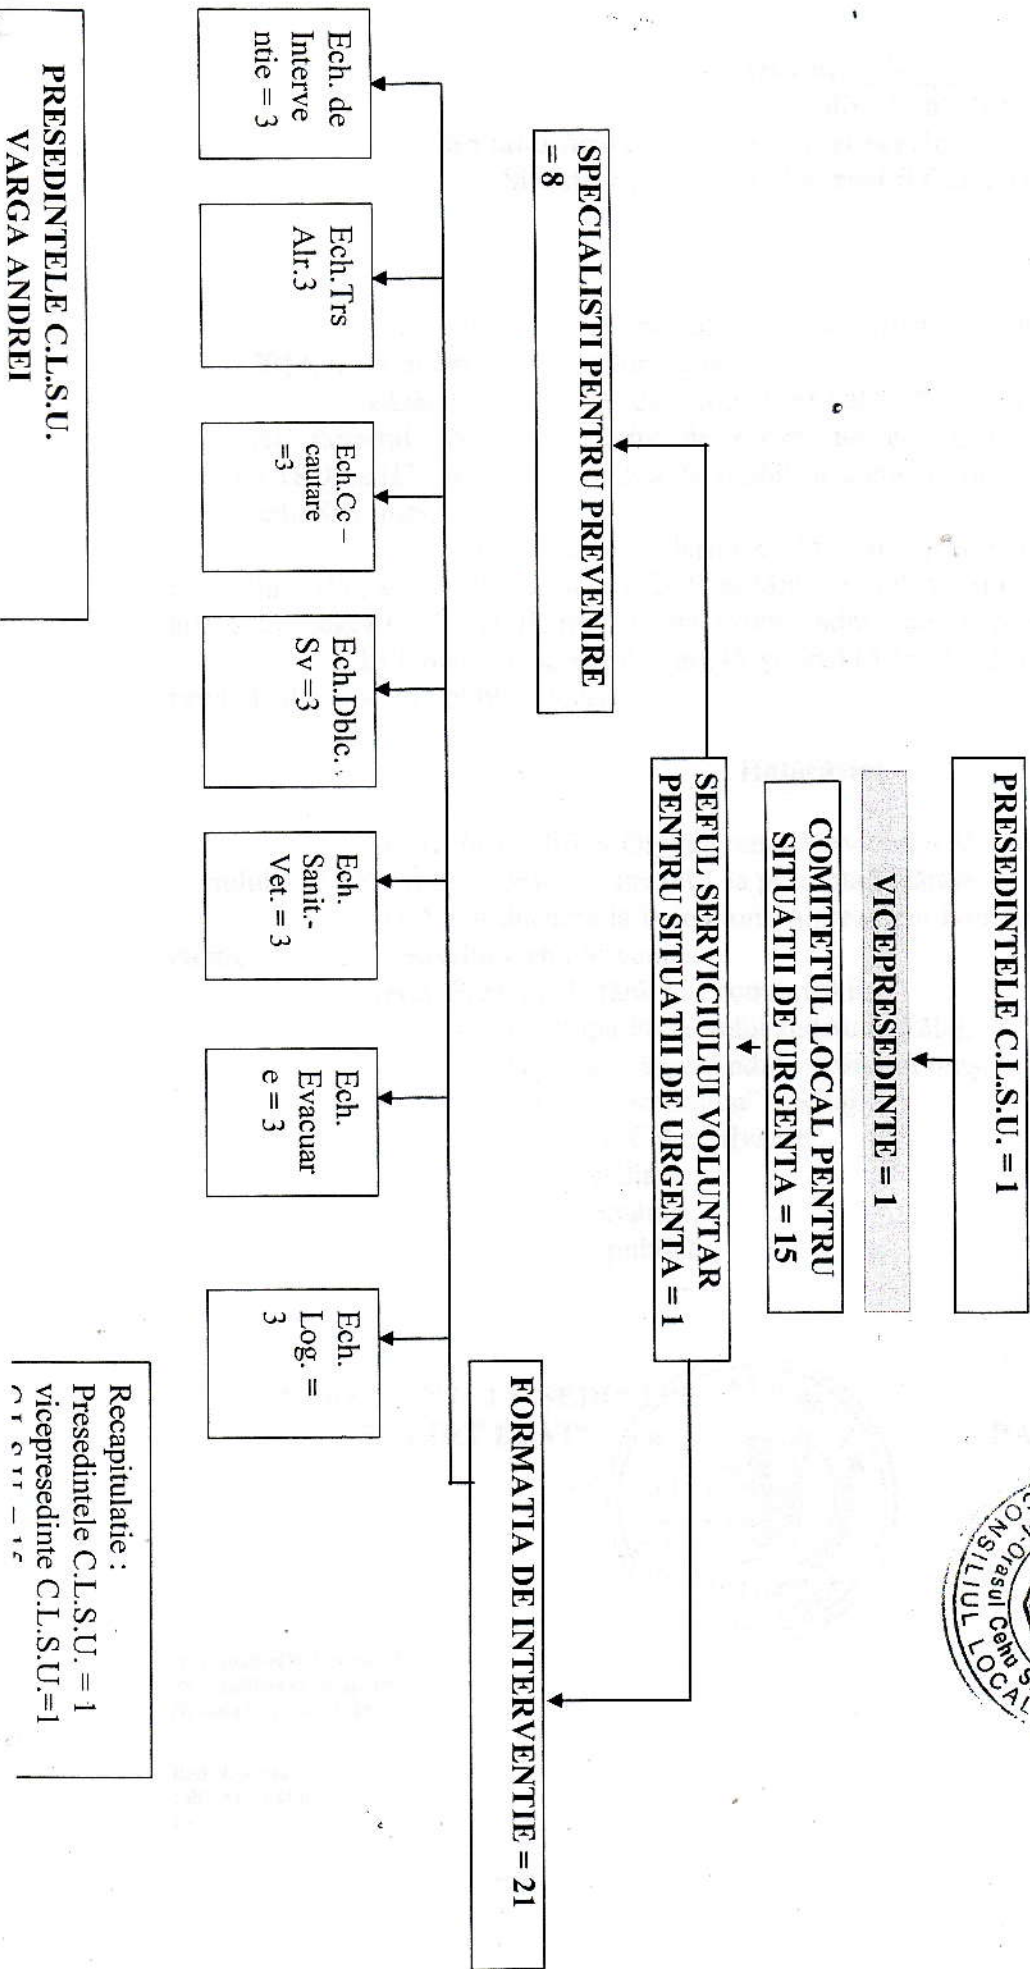 PRESEDINTELE C.L.S.U. = 1
VICEPRESEDINTE = 1
COMITETUL LOCAL PENTRU
SITUATII DE URGENTA = 15
SEFUL SERVICIULUI VOLUNTAR
PENTRU SITUATII DE URGENTA = 1
SPECIALISTI PENTRU PREVENIRE
= 8
FORMATIA DE INTERVENTIE = 21
Ech. de
Interve
ntie = 3
Ech.Trs
Alr.3
Ech.Cc –
cautare
=3
Ech.Dblc.
Sv =3
Ech.
Sanit.-
Vet. = 3
Ech.
Evacuar
e = 3
Ech.
Log. =
3
PRESEDINTELE C.L.S.U.
VARGA ANDREI
Recapitulatie :
Presedintele C.L.S.U. = 1
vicepresedinte C.L.S.U.=1
Orasul Cehu
LOCAL